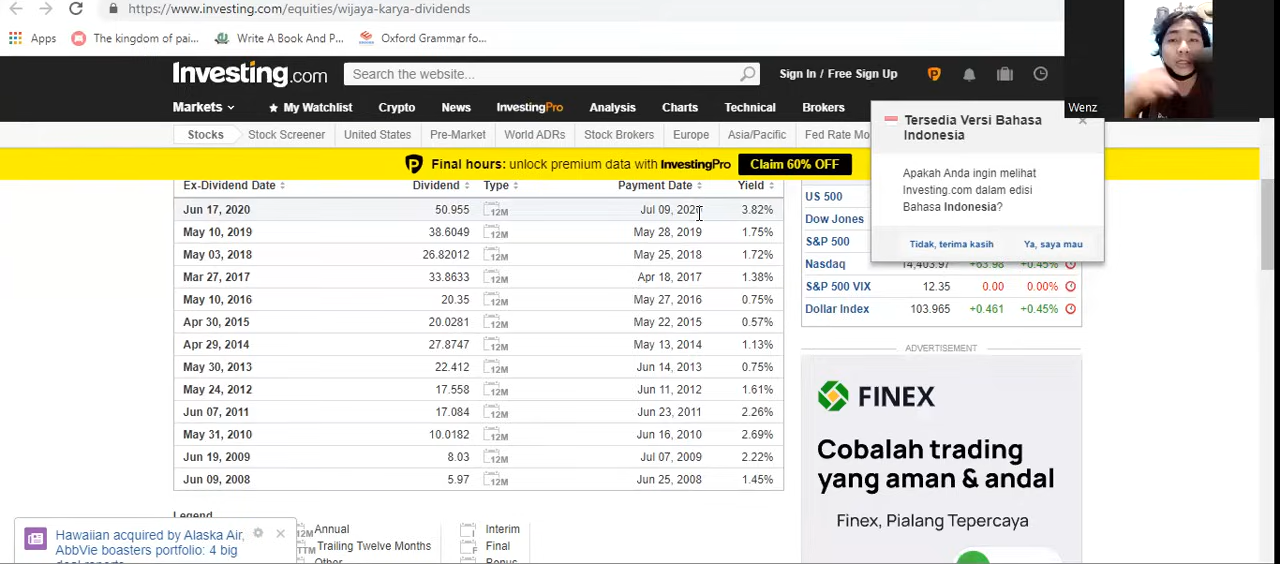 https://www.investing.com/equities/wijaya-karya-dividends
Apps
The kingdom of pai...
Write A Book And P...
Oxford Grammar fo...
Investing.com
Search the website...
Sign In / Free Sign Up
Markets
My Watchlist
Crypto
News
InvestingPro
Analysis
Charts
Technical
Brokers
Wenz
Stocks
Stock Screener
United States
Pre-Market
World ADRs
Stock Brokers
Europe
Asia/Pacific
Fed Rate Mo
Tersedia Versi Bahasa
Indonesia
Apakah Anda ingin melihat
Investing.com dalam edisi
Bahasa Indonesia?
Tidak, terima kasih
Ya, saya mau
Final hours: unlock premium data with InvestingPro
Claim 60% OFF
Ex-Dividend Date Dividend Type Payment Date Yield
Jun 17, 2020 50.955 12M Jul 09, 2020 3.82%
May 10, 2019 38.6049 12M May 28, 2019 1.75%
May 03, 2018 26.82012 12M May 25, 2018 1.72%
Mar 27, 2017 33.8633 12M Apr 18, 2017 1.38%
May 10, 2016 20.35 12M May 27, 2016 0.75%
Apr 30, 2015 20.0281 12M May 22, 2015 0.57%
Apr 29, 2014 27.8747 12M May 13, 2014 1.13%
May 30, 2013 22.412 12M Jun 14, 2013 0.75%
May 24, 2012 17.558 12M Jun 11, 2012 1.61%
Jun 07, 2011 17.084 12M Jun 23, 2011 2.26%
May 31, 2010 10.0182 12M Jun 16, 2010 2.69%
Jun 19, 2009 8.03 12M Jul 07, 2009 2.22%
Jun 09, 2008 5.97 12M Jun 25, 2008 1.45%
US 500
Dow Jones
S&P 500
Nasdaq 14,403.97 +63.98 +0.45%
S&P 500 VIX 12.35 0.00 0.00%
Dollar Index 103.965 +0.461 +0.45%
ADVERTISEMENT
FINEX
Cobalah trading
yang aman & andal
Finex, Pialang Tepercaya
Legend
12M Annual
Interim
TTM Trailing Twelve Months
F Final
Other
Bonus
Hawaiian acquired by Alaska Air,
AbbVie boasters portfolio: 4 big
deal reports